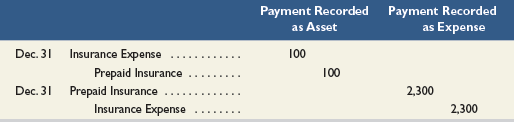 Payment Recorded Payment Recorded
as Asset as Expense
Dec. 31 Insurance Expense ............ 100
Prepaid Insurance ......... 100
Dec. 31 Prepaid Insurance ............. 2,300
Insurance Expense ........ 2,300